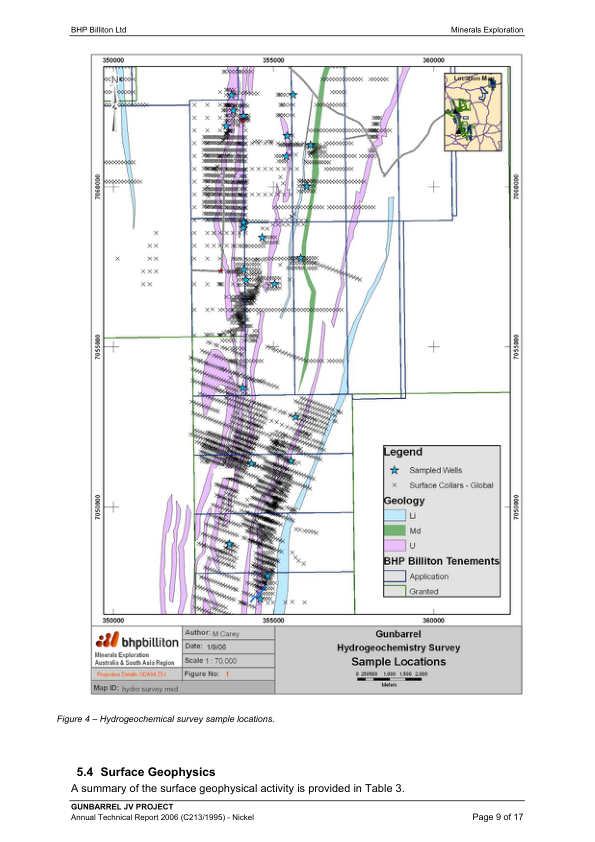 BHP Billiton Ltd
Minerals Exploration
350000 355000 360000
Location Map
N
7060000 7060000
7055000 7055000
7050000 7050000
Legend
Sampled Wells
Surface Collars - Global
Geology
Li
Md
U
BHP Billiton Tenements
Application
Granted
350000 355000 360000
bhpbilliton
Minerals Exploration
Australia & South Asia Region
Projection Details GDA94 Z51
Map ID: hydro survey.mxd
Author: M Carey
Date: 1/9/06
Scale 1 : 70,000
Figure No: 1
Gunbarrel
Hydrogeochemistry Survey
Sample Locations
0 250500 1,000 1,500 2,000
Meters
Figure 4 – Hydrogeochemical survey sample locations.
5.4 Surface Geophysics
A summary of the surface geophysical activity is provided in Table 3.
GUNBARREL JV PROJECT
Annual Technical Report 2006 (C213/1995) - Nickel
Page 9 of 17